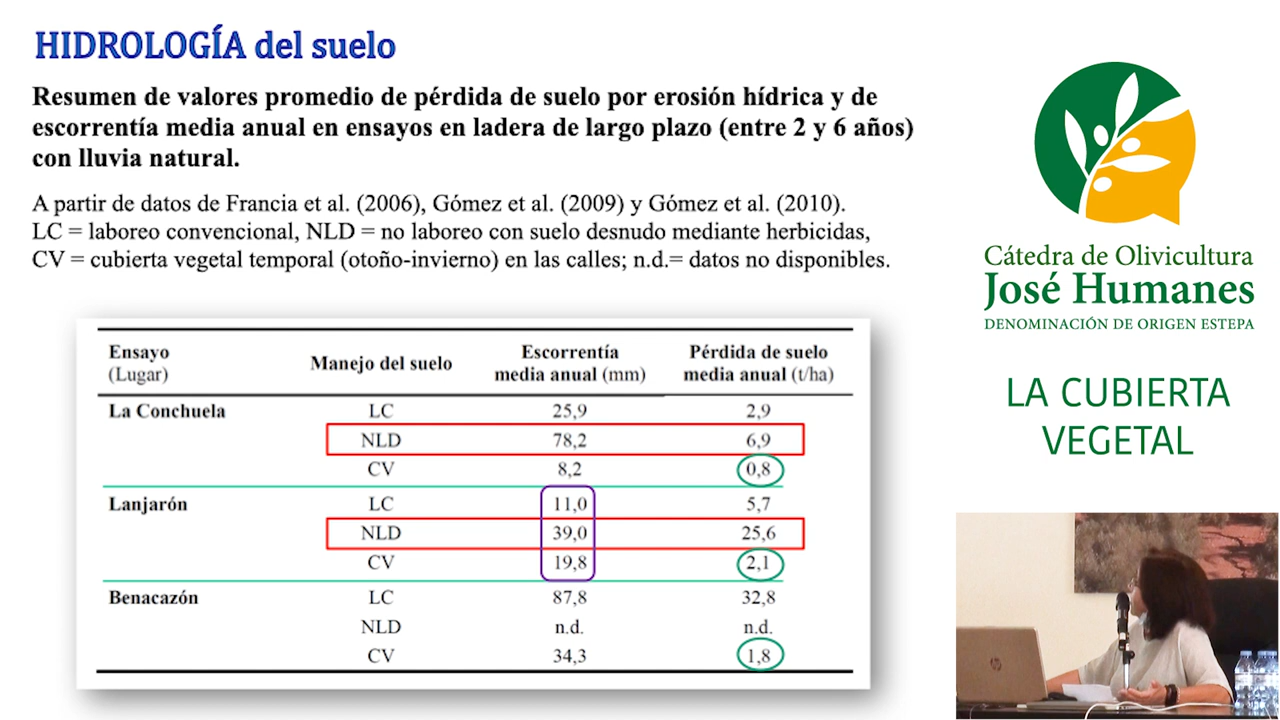 HIDROLOGÍA del suelo
Resumen de valores promedio de pérdida de suelo por erosión hídrica y de
escorrentía media anual en ensayos en ladera de largo plazo (entre 2 y 6 años)
con lluvia natural.
A partir de datos de Francia et al. (2006), Gómez et al. (2009) y Gómez et al. (2010).
LC = laboreo convencional, NLD = no laboreo con suelo desnudo mediante herbicidas,
CV = cubierta vegetal temporal (otoño-invierno) en las calles; n.d.= datos no disponibles.
Ensayo (Lugar) Manejo del suelo Escorrentía media anual (mm) Pérdida de suelo media anual (t/ha)
La Conchuela LC 25,9 2,9
NLD 78,2 6,9
CV 8,2 0,8
Lanjarón LC 11,0 5,7
NLD 39,0 25,6
CV 19,8 2,1
Benacazón LC 87,8 32,8
NLD n.d. n.d.
CV 34,3 1,8
Cátedra de Olivicultura
José Humanes
DENOMINACIÓN DE ORIGEN ESTEPA
LA CUBIERTA
VEGETAL
hp